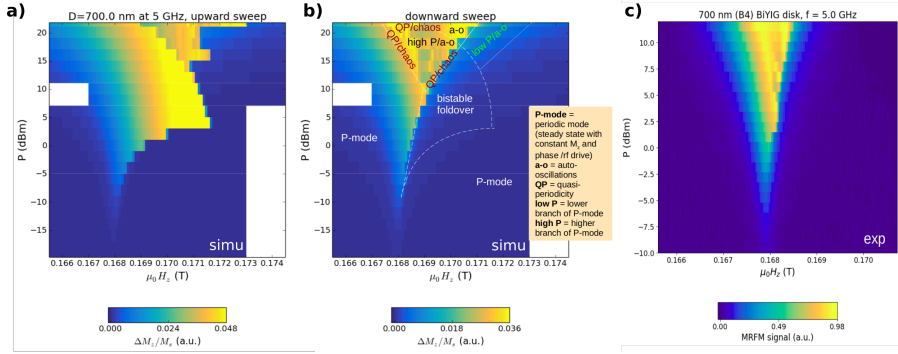 a)
D=700.0 nm at 5 GHz, upward sweep
P (dBm)
20
15
10
5
0
−5
−10
−15
simu
0.166 0.167 0.168 0.169 0.170 0.171 0.172 0.173 0.174
μ₀H_z (T)
0.000 0.024 0.048
ΔM_z/M_s (a.u.)
b)
downward sweep
P (dBm)
20
15
10
5
0
−5
−10
−15
QP/chaos
a-o
QP/chaos
high P/a-o
low P/a-o
QP/chaos
bistable
foldover
P-mode
P-mode
simu
0.166 0.167 0.168 0.169 0.170 0.171 0.172 0.173 0.174
μ₀H_z (T)
0.000 0.018 0.036
ΔM_z/M_s (a.u.)
P-mode =
periodic mode
(steady state with
constant M_z and
phase /rf drive)
a-o = auto-
oscillations
QP = quasi-
periodicity
low P = lower
branch of P-mode
high P = higher
branch of P-mode
c)
700 nm (B4) BiYIG disk, f = 5.0 GHz
P (dBm)
10.0
7.5
5.0
2.5
0.0
−2.5
−5.0
−7.5
−10.0
exp
0.166 0.167 0.168 0.169 0.170
μ₀H_z (T)
0.00 0.49 0.98
MRFM signal (a.u.)